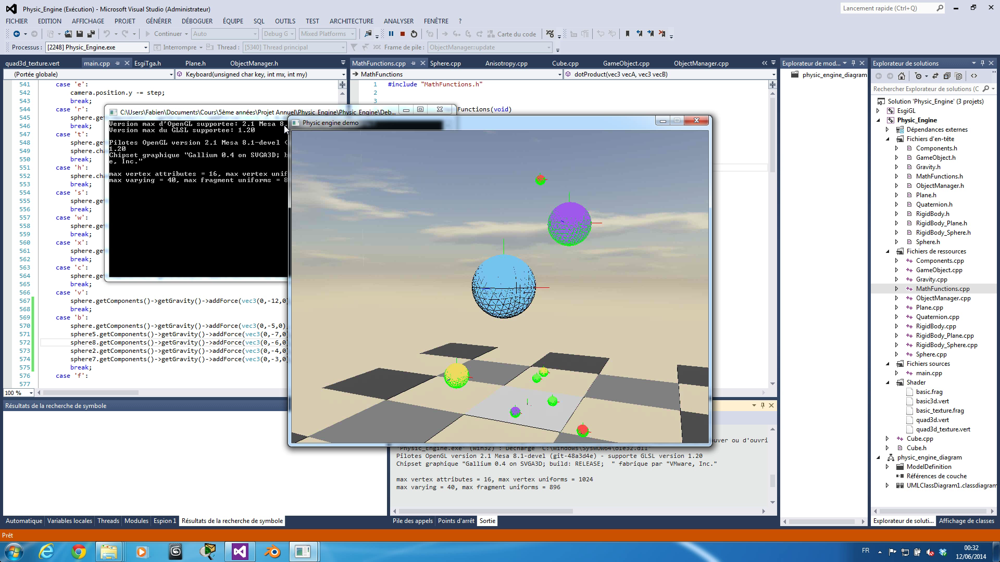 Physic_Engine (Exécution) - Microsoft Visual Studio (Administrateur)
Lancement rapide (Ctrl+Q)
FICHIER EDITION AFFICHAGE PROJET GÉNÉRER DÉBOGUER ÉQUIPE SQL OUTILS TEST ARCHITECTURE ANALYSER FENÊTRE ?
Continuer Auto Debug G Mixed Platforms Carte du code
Processus : [2248] Physic_Engine.exe Interrompre Thread : [5340] Thread principal Frame de pile : ObjectManager::update
quad3d_texture.vert main.cpp EsgiTga.h Plane.h ObjectManager.h
(Portée globale) Keyboard(unsigned char key, int mx, int my)
541 case 'e':
542 camera.position.y -= step;
543 break;
544 case 'r':
545 sphere.ge
546 break;
547 case 't':
548 sphere.ge
549 sphere.ch
550 break;
551 case 'h':
552 sphere.ch
553 break;
554 case 's':
555 sphere.ge
556 break;
557 case 'w':
558 sphere.ge
559 break;
560 case 'x':
561 sphere.ge
562 break;
563 case 'c':
564 sphere.ge
565 break;
566 case 'v':
567 sphere.getComponents()->getGravity()->addForce(vec3(0,-12,0)
568 break;
569 case 'b':
570 sphere.getComponents()->getGravity()->addForce(vec3(0,-5,0)
571 sphere5.getComponents()->getGravity()->addForce(vec3(0,-7,0
572 sphere8.getComponents()->getGravity()->addForce(vec3(0,-6,0
573 sphere2.getComponents()->getGravity()->addForce(vec3(0,-4,0
574 sphere7.getComponents()->getGravity()->addForce(vec3(0,-3,0
575 break;
576 case 'f':
577
100 %
MathFunctions.cpp Sphere.cpp Anisotropy.cpp Cube.cpp GameObject.cpp ObjectManager.cpp
MathFunctions dotProduct(vec3 vecA, vec3 vecB)
1 #include "MathFunctions.h"
2
3
Functions(void)
C:\Users\Fabien\Documents\Cours\5ème années\Projet Annuel\Physic_Engine\Physic_Engine\Deb...
Version max d'OpenGL supportee: 2.1 Mesa 8.
Version max du GLSL supportee: 1.20
Pilotes OpenGL version 2.1 Mesa 8.1-devel (
1.20
Chipset graphique "Gallium 0.4 on SVGA3D; b
e, Inc."
max vertex attributes = 16, max vertex unif
max varying = 40, max fragment uniforms = 8
Physic engine demo
Résultats de la recherche de symbole
ouver ou d'ouvri
'Physic_Engine.exe' (Win32) : Déchargé 'C:\Windows\SysWOW64\ole32.dll'
Pilotes OpenGL version 2.1 Mesa 8.1-devel (git-48a3d4e) - supporte GLSL version 1.20
Chipset graphique "Gallium 0.4 on SVGA3D; build: RELEASE;  " fabrique par "VMware, Inc."
max vertex attributes = 16, max vertex uniforms = 1024
max varying = 40, max fragment uniforms = 896
Automatique Variables locales Threads Modules Espion 1 Résultats de la recherche de symbole
Pile des appels Points d'arrêt Sortie
Explorateur de mod...
physic_engine_diagram
Explorateur de solutions
Rechercher Explorateur de solutions (C
Solution 'Physic_Engine' (3 projets)
EsgiGL
Physic_Engine
Dépendances externes
Fichiers d'en-tête
Components.h
GameObject.h
Gravity.h
MathFunctions.h
ObjectManager.h
Plane.h
Quaternion.h
RigidBody.h
RigidBody_Plane.h
RigidBody_Sphere.h
Sphere.h
Fichiers de ressources
Components.cpp
GameObject.cpp
Gravity.cpp
MathFunctions.cpp
ObjectManager.cpp
Plane.cpp
Quaternion.cpp
RigidBody.cpp
RigidBody_Plane.cpp
RigidBody_Sphere.cpp
Sphere.cpp
Fichiers sources
main.cpp
Shader
basic.frag
basic3d.vert
basic_texture.frag
quad3d.vert
quad3d_texture.vert
Cube.cpp
Cube.h
physic_engine_diagram
ModelDefinition
Références de couche
UMLClassDiagram1.classdiagram
Explorateur de soluti... Affichage de classes
Prêt
FR
00:32
12/06/2014